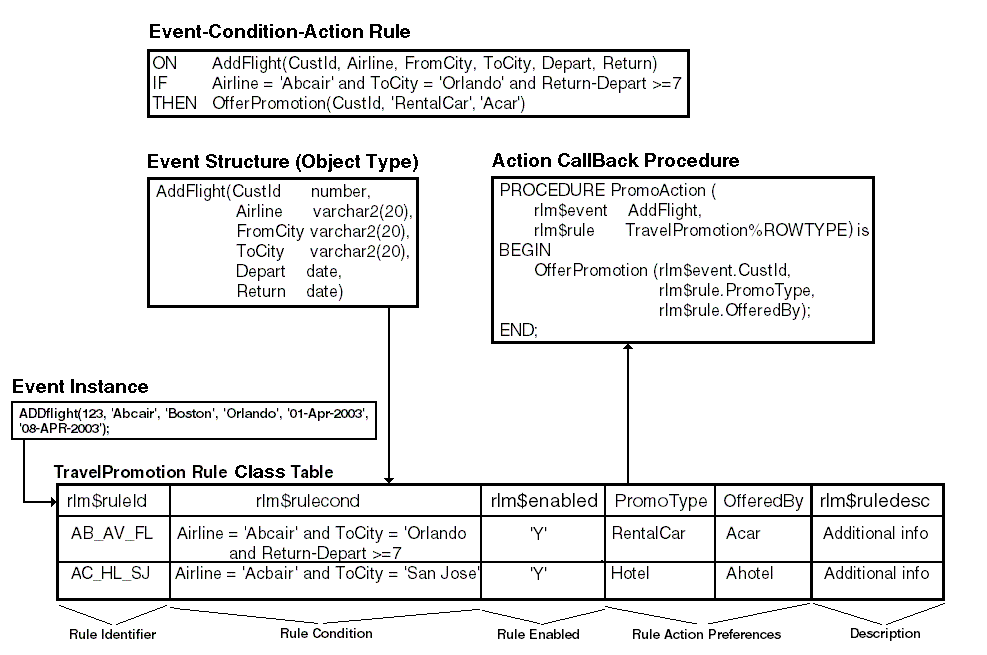 Event-Condition-Action Rule
ON AddFlight(CustId, Airline, FromCity, ToCity, Depart, Return)
IF Airline = 'Abcair' and ToCity = 'Orlando' and Return-Depart >=7
THEN OfferPromotion(CustId, 'RentalCar', 'Acar')
Event Structure (Object Type)
AddFlight(CustId number,
Airline varchar2(20),
FromCity varchar2(20),
ToCity varchar2(20),
Depart date,
Return date)
Action CallBack Procedure
PROCEDURE PromoAction (
rlm$event AddFlight,
rlm$rule TravelPromotion%ROWTYPE) is
BEGIN
OfferPromotion (rlm$event.CustId,
rlm$rule.PromoType,
rlm$rule.OfferedBy);
END;
Event Instance
ADDflight(123, 'Abcair', 'Boston', 'Orlando', '01-Apr-2003',
'08-APR-2003');
TravelPromotion Rule Class Table
rlm$ruleId rlm$rulecond rlm$enabled PromoType OfferedBy rlm$ruledesc
AB_AV_FL Airline = 'Abcair' and ToCity = 'Orlando 'Y' RentalCar Acar Additional info
and Return-Depart >=7
AC_HL_SJ Airline = 'Acbair' and ToCity = 'San Jose' 'Y' Hotel Ahotel Additional info
Rule Identifier Rule Condition Rule Enabled Rule Action Preferences Description